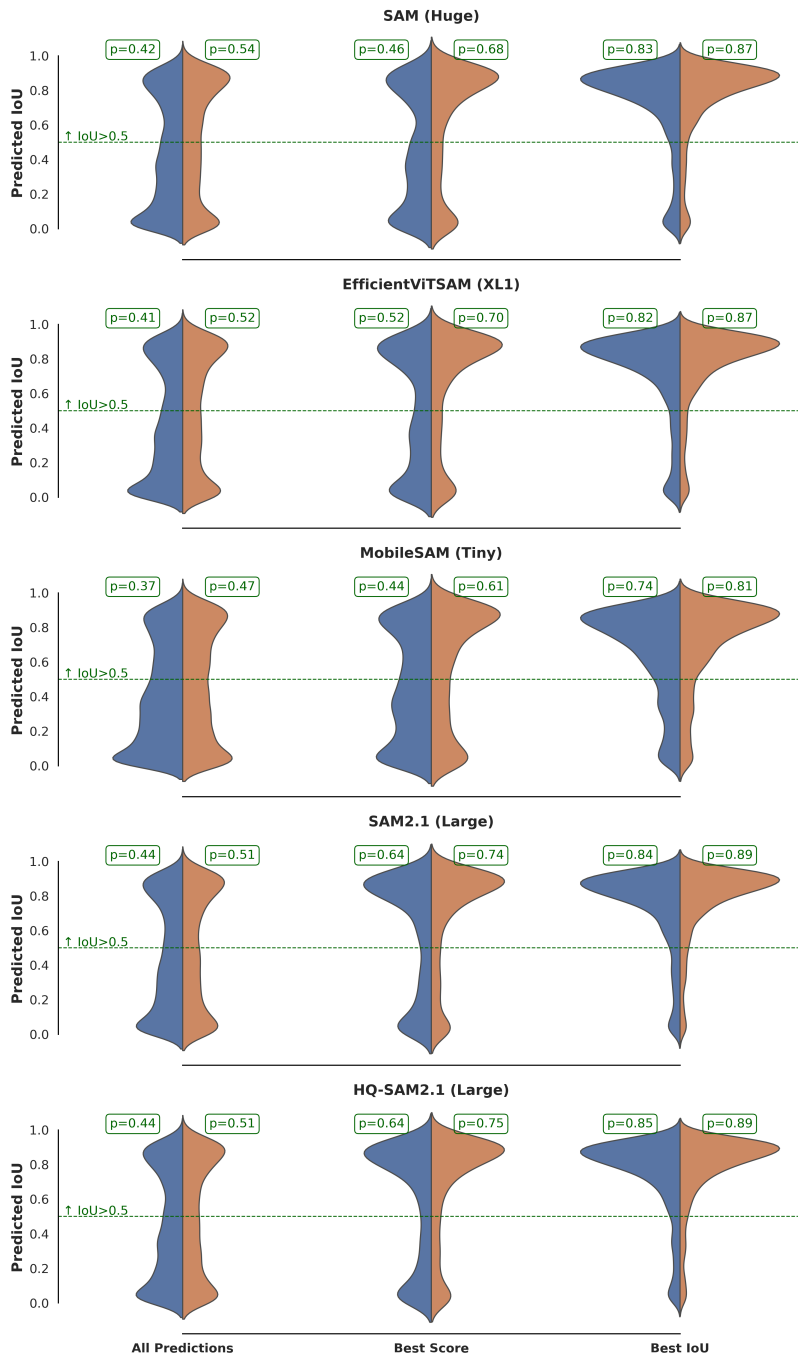 SAM (Huge)
p=0.42 p=0.54 p=0.46 p=0.68 p=0.83 p=0.87
1.0
0.8
0.6
↑ IoU>0.5
0.4
0.2
0.0
Predicted IoU
EfficientViTSAM (XL1)
p=0.41 p=0.52 p=0.52 p=0.70 p=0.82 p=0.87
1.0
0.8
0.6
↑ IoU>0.5
0.4
0.2
0.0
Predicted IoU
MobileSAM (Tiny)
p=0.37 p=0.47 p=0.44 p=0.61 p=0.74 p=0.81
1.0
0.8
0.6
↑ IoU>0.5
0.4
0.2
0.0
Predicted IoU
SAM2.1 (Large)
p=0.44 p=0.51 p=0.64 p=0.74 p=0.84 p=0.89
1.0
0.8
0.6
↑ IoU>0.5
0.4
0.2
0.0
Predicted IoU
HQ-SAM2.1 (Large)
p=0.44 p=0.51 p=0.64 p=0.75 p=0.85 p=0.89
1.0
0.8
0.6
↑ IoU>0.5
0.4
0.2
0.0
Predicted IoU
All Predictions Best Score Best IoU